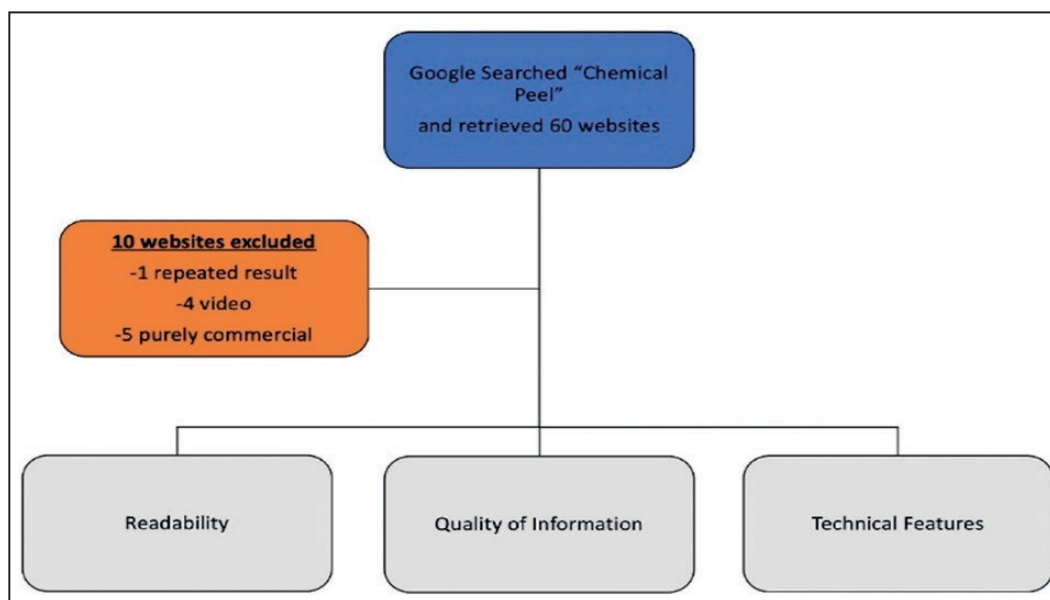 Google Searched “Chemical
Peel”
and retrieved 60 websites
10 websites excluded
-1 repeated result
-4 video
-5 purely commercial
Readability
Quality of Information
Technical Features